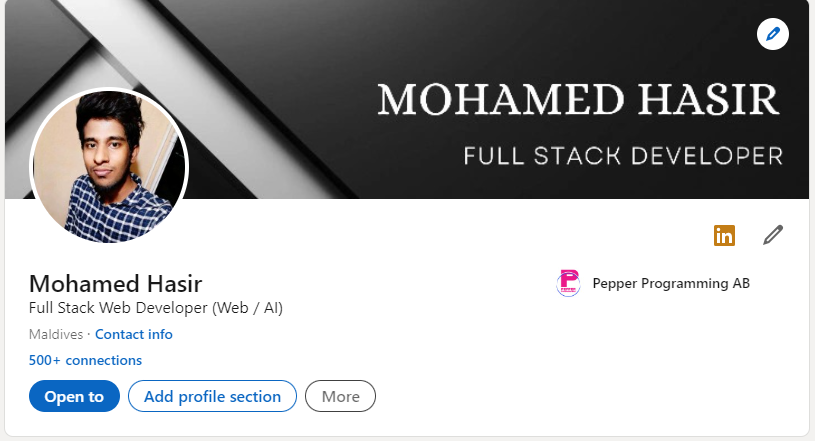 MOHAMED HASIR
FULL STACK DEVELOPER
in
Mohamed Hasir
Full Stack Web Developer (Web / AI)
Maldives · Contact info
500+ connections
Open to
Add profile section
More
P
PEPPER
Pepper Programming AB